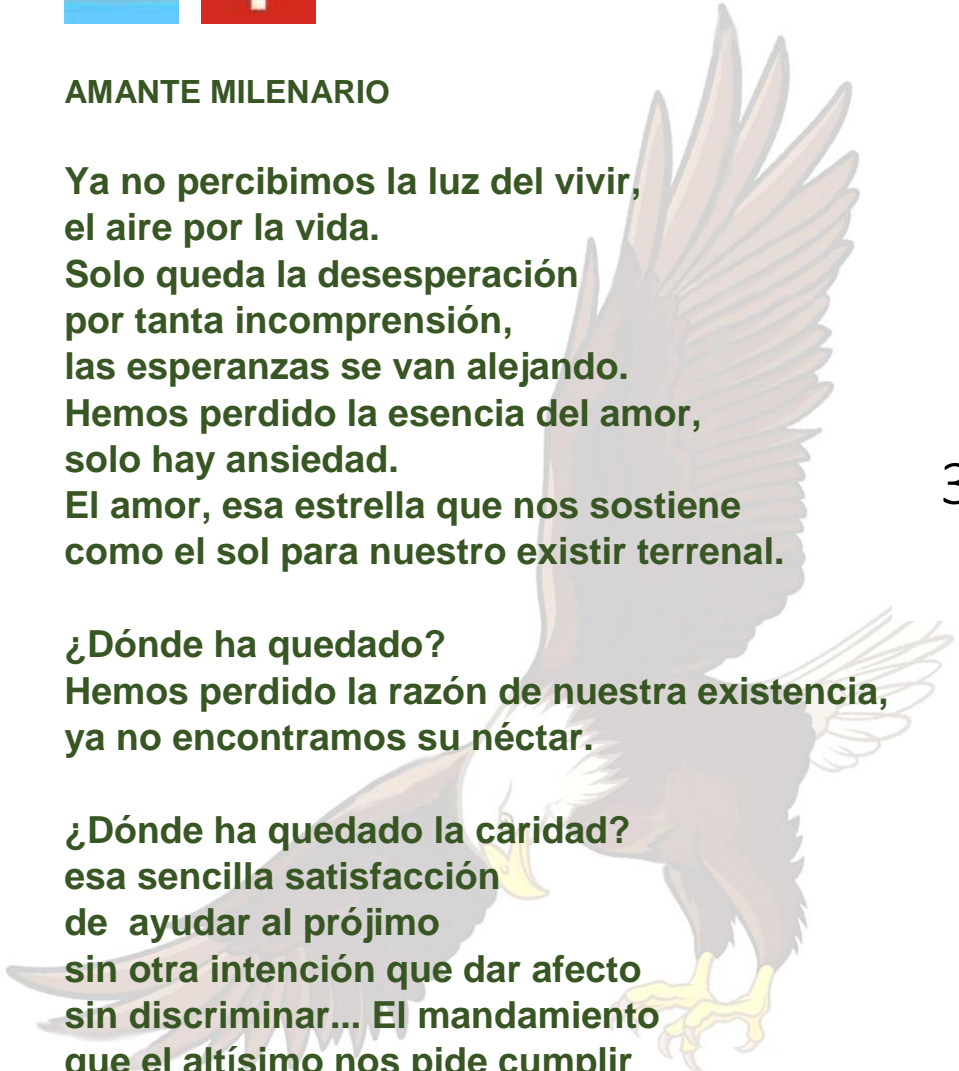 AMANTE MILENARIO
Ya no percibimos la luz del vivir,
el aire por la vida.
Solo queda la desesperación
por tanta incomprensión,
las esperanzas se van alejando.
Hemos perdido la esencia del amor,
solo hay ansiedad.
El amor, esa estrella que nos sostiene
como el sol para nuestro existir terrenal.
3
¿Dónde ha quedado?
Hemos perdido la razón de nuestra existencia,
ya no encontramos su néctar.
¿Dónde ha quedado la caridad?
esa sencilla satisfacción
de  ayudar al prójimo
sin otra intención que dar afecto
sin discriminar... El mandamiento
que el altísimo nos pide cumplir